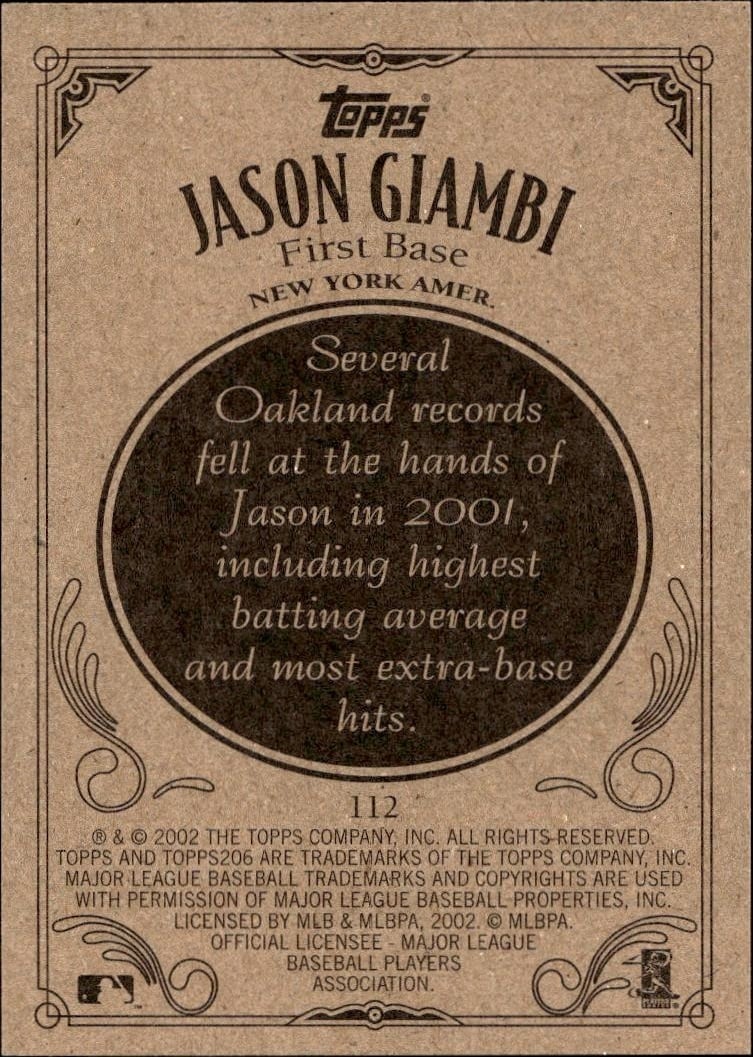 topps®
JASON GIAMBI
First Base
NEW YORK AMER.
Several
Oakland records
fell at the hands of
Jason in 2001,
including highest
batting average
and most extra-base
hits.
112
® & © 2002 THE TOPPS COMPANY, INC. ALL RIGHTS RESERVED.
TOPPS AND TOPPS206 ARE TRADEMARKS OF THE TOPPS COMPANY, INC.
MAJOR LEAGUE BASEBALL TRADEMARKS AND COPYRIGHTS ARE USED
WITH PERMISSION OF MAJOR LEAGUE BASEBALL PROPERTIES, INC.
LICENSED BY MLB & MLBPA, 2002. © MLBPA.
OFFICIAL LICENSEE - MAJOR LEAGUE
BASEBALL PLAYERS
ASSOCIATION.